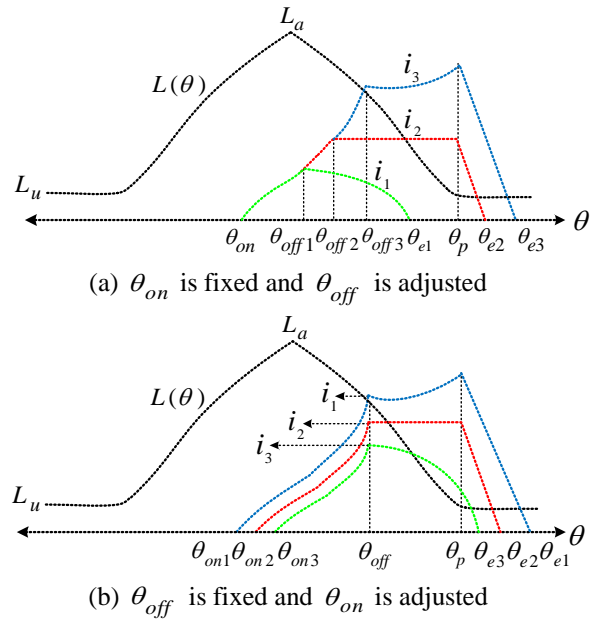 L_a
L(θ)
i_3
i_2
i_1
L_u
θ
θ_on θ_off1 θ_off2 θ_off3 θ_e1 θ_p θ_e2 θ_e3
(a) θ_on is fixed and θ_off is adjusted
L_a
L(θ)
i_1
i_2
i_3
L_u
θ
θ_on1 θ_on2 θ_on3 θ_off θ_p θ_e3 θ_e2 θ_e1
(b) θ_off is fixed and θ_on is adjusted